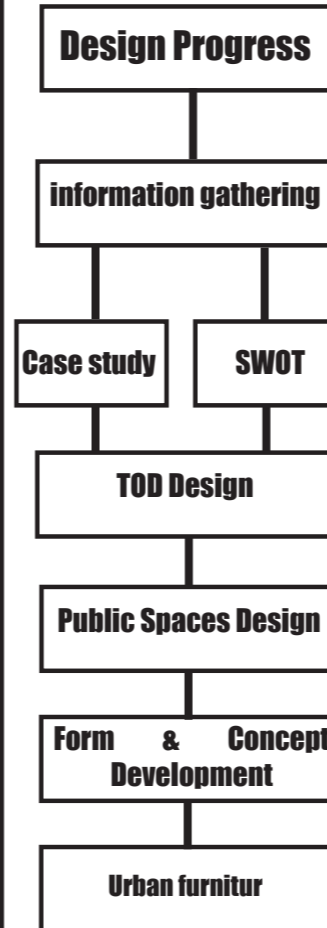 Design Progress
information gathering
Case study
SWOT
TOD Design
Public Spaces Design
Form & Concept
Development
Urban furnitur